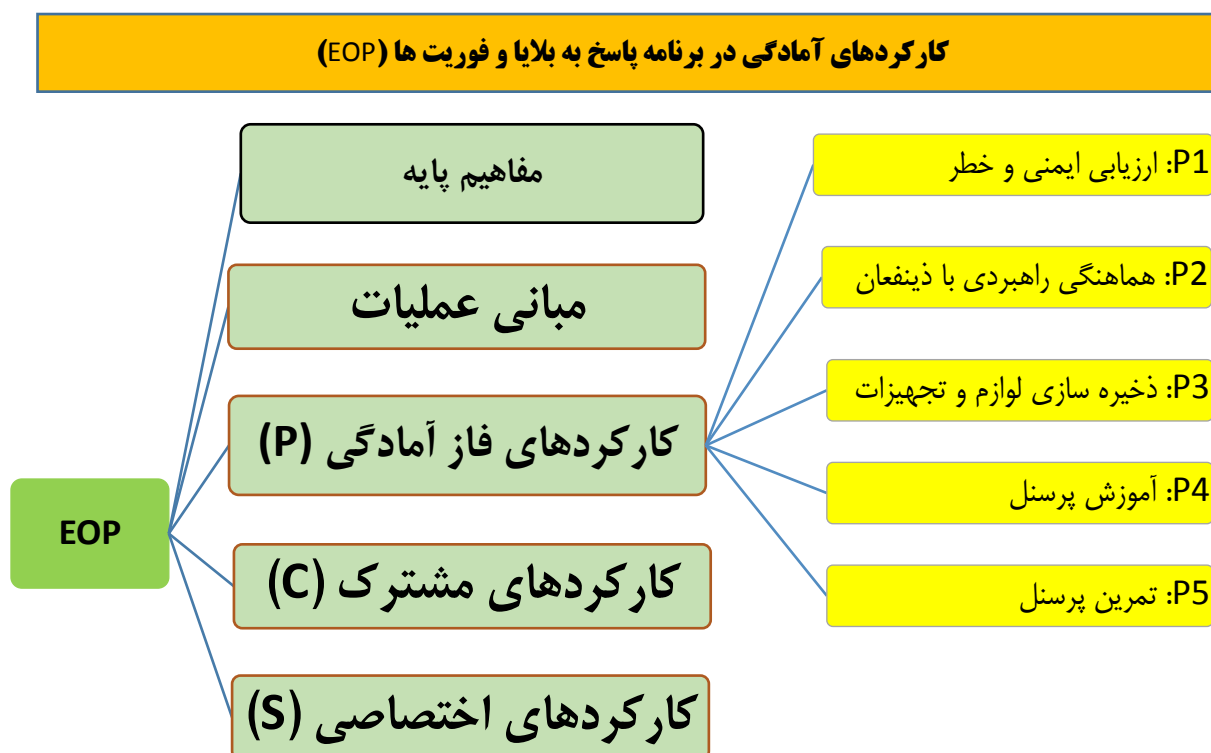 کارکردهای آمادگی در برنامه پاسخ به بلایا و فوریت ها (EOP)
EOP
مفاهیم پایه
مبانی عملیات
کارکردهای فاز آمادگی (P)
کارکردهای مشترک (C)
کارکردهای اختصاصی (S)
P1: ارزیابی ایمنی و خطر
P2: هماهنگی راهبردی با ذینفعان
P3: ذخیره سازی لوازم و تجهیزات
P4: آموزش پرسنل
P5: تمرین پرسنل